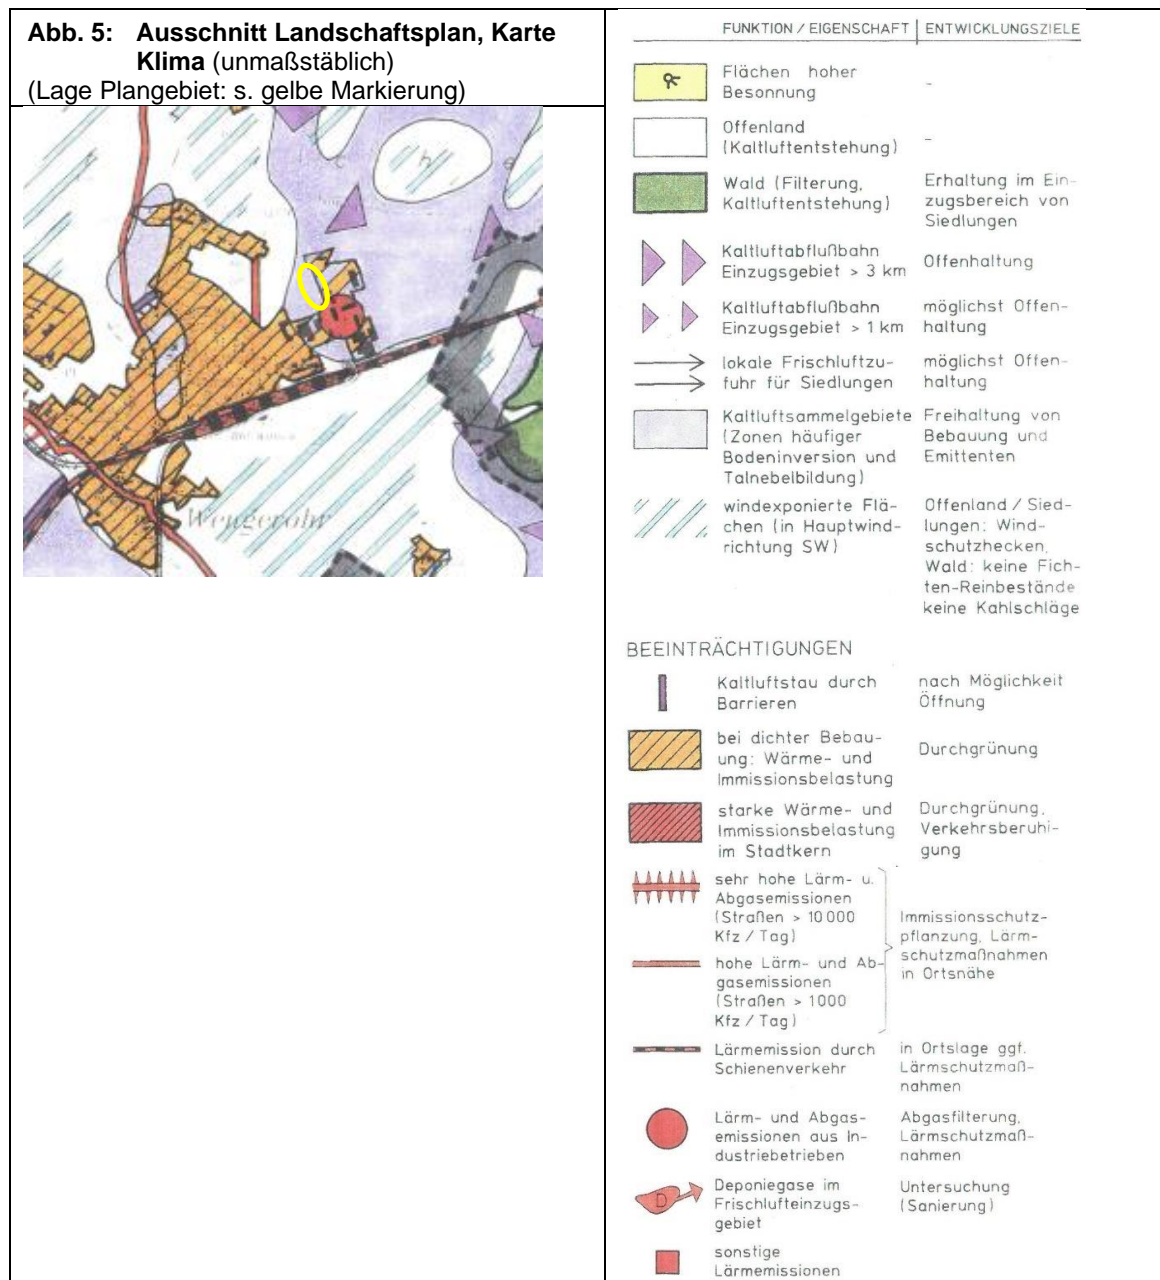 Abb. 5: Ausschnitt Landschaftsplan, Karte
Klima (unmaßstäblich)
(Lage Plangebiet: s. gelbe Markierung)
c
h
e
Wengerohr
FUNKTION / EIGENSCHAFT | ENTWICKLUNGSZIELE
Flächen hoher
Besonnung
-
Offenland
(Kaltluftentstehung)
-
Wald (Filterung,
Kaltluftentstehung)
Erhaltung im Ein-
zugsbereich von
Siedlungen
Kaltluftabflußbahn
Einzugsgebiet > 3 km
Offenhaltung
Kaltluftabflußbahn
Einzugsgebiet > 1 km
möglichst Offen-
haltung
lokale Frischluftzu-
fuhr für Siedlungen
möglichst Offen-
haltung
Kaltluftsammelgebiete
(Zonen häufiger
Bodeninversion und
Talnebelbildung)
Freihaltung von
Bebauung und
Emittenten
windexponierte Flä-
chen (in Hauptwind-
richtung SW)
Offenland / Sied-
lungen: Wind-
schutzhecken,
Wald: keine Fich-
ten-Reinbestände
keine Kahlschläge
BEEINTRÄCHTIGUNGEN
Kaltluftstau durch
Barrieren
nach Möglichkeit
Öffnung
bei dichter Bebau-
ung: Wärme- und
Immissionsbelastung
Durchgrünung
starke Wärme- und
Immissionsbelastung
im Stadtkern
Durchgrünung,
Verkehrsberuhi-
gung
sehr hohe Lärm- u.
Abgasemissionen
(Straßen > 10 000
Kfz / Tag)
hohe Lärm- und Ab-
gasemissionen
(Straßen > 1000
Kfz / Tag)
Immissionsschutz-
pflanzung, Lärm-
schutzmaßnahmen
in Ortsnähe
Lärmemission durch
Schienenverkehr
in Ortslage ggf.
Lärmschutzmaß-
nahmen
Lärm- und Abgas-
emissionen aus In-
dustriebetrieben
Abgasfilterung,
Lärmschutzmaß-
nahmen
D
Deponiegase im
Frischlufteinzugs-
gebiet
Untersuchung
(Sanierung)
sonstige
Lärmemissionen